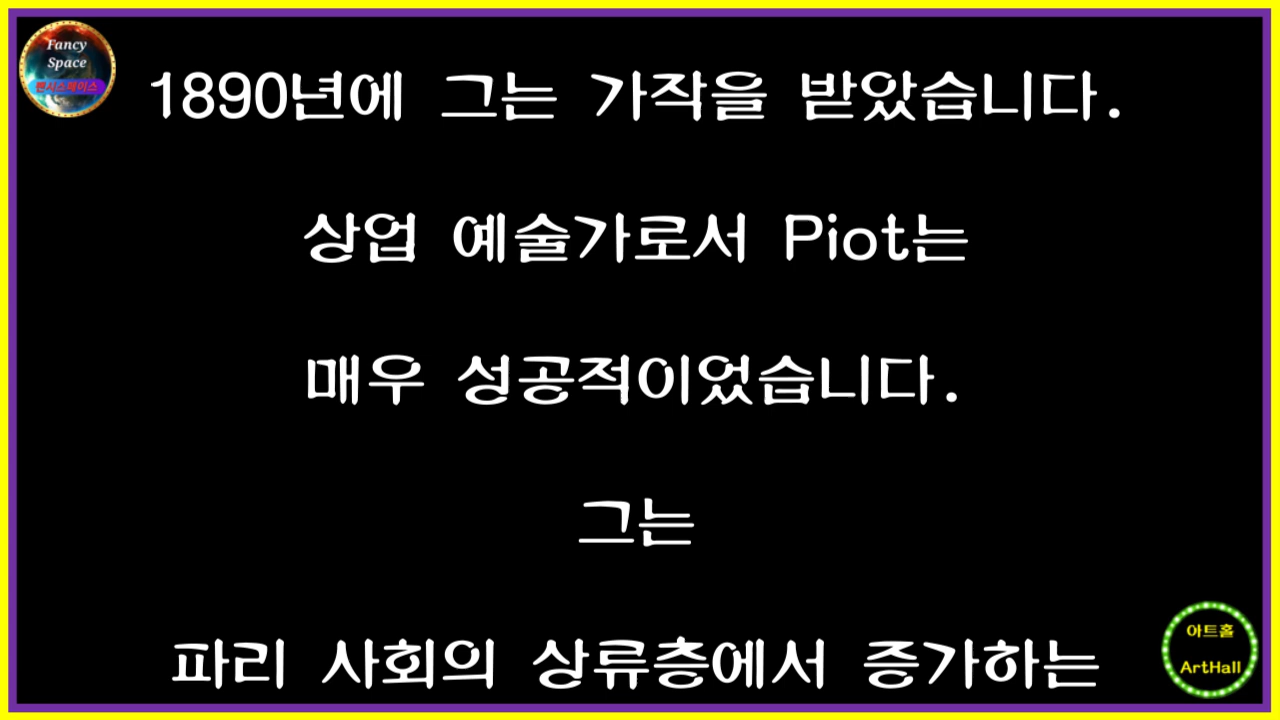 Fancy
Space
팬시스페이스
1890년에 그는 가작을 받았습니다.
상업 예술가로서 Piot는
매우 성공적이었습니다.
그는
파리 사회의 상류층에서 증가하는
아트홀
ArtHall